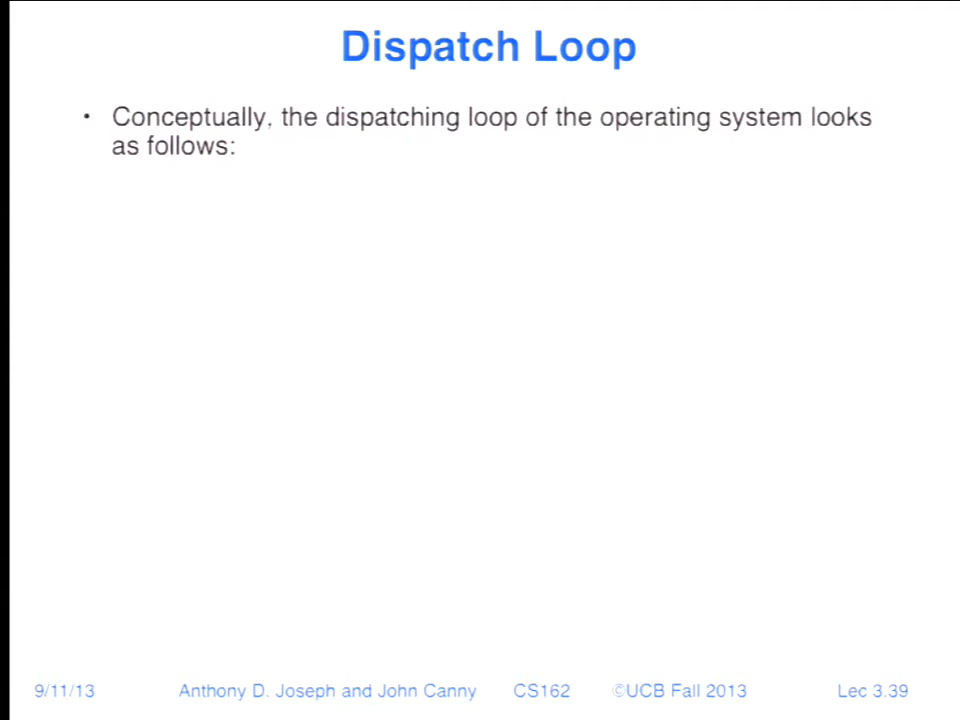 Dispatch Loop
• Conceptually, the dispatching loop of the operating system looks
as follows:
9/11/13 Anthony D. Joseph and John Canny CS162 ©UCB Fall 2013 Lec 3.39